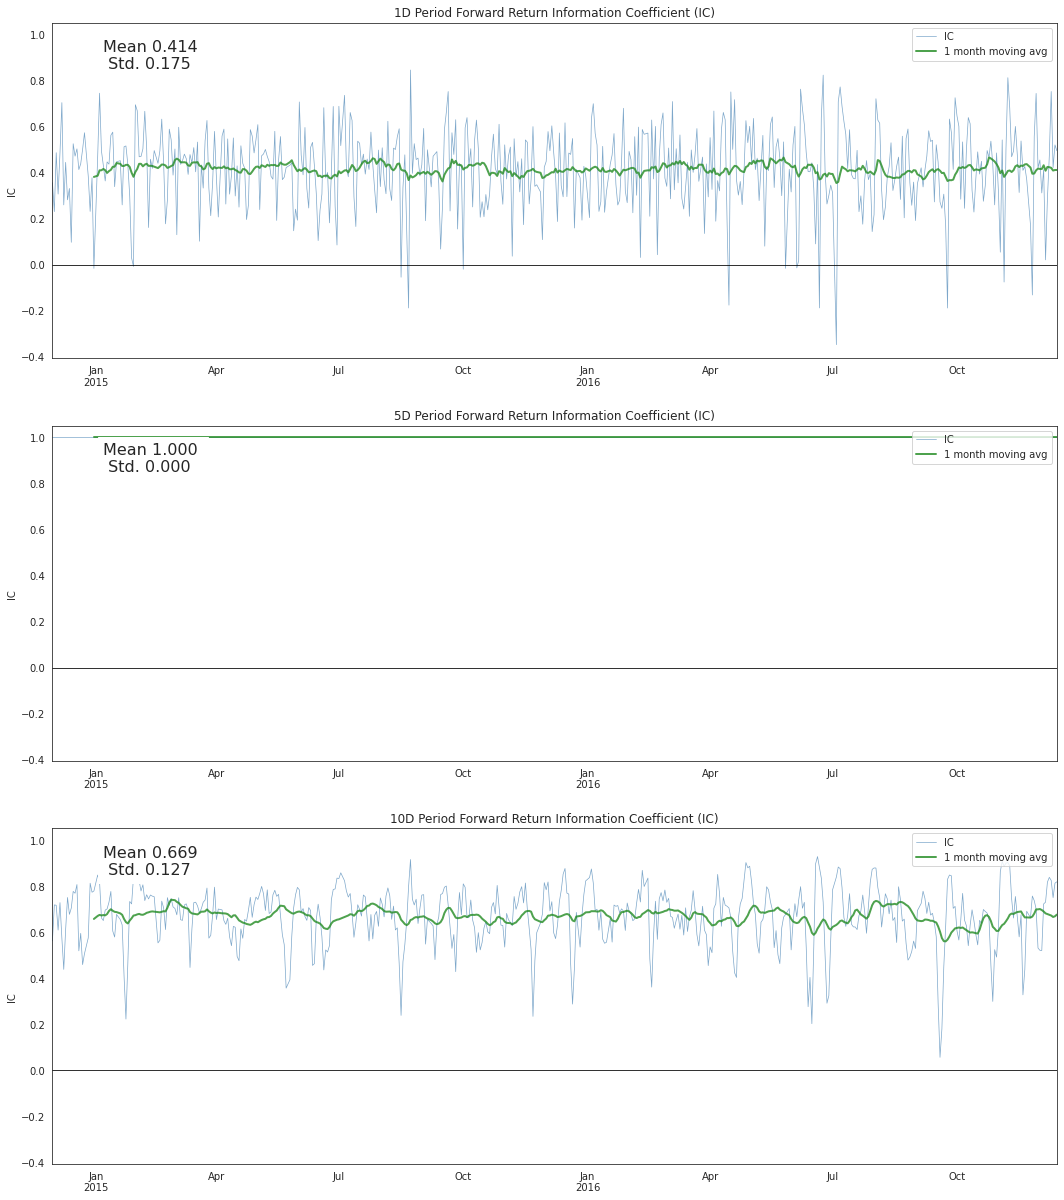 1D Period Forward Return Information Coefficient (IC)
1.0
Mean 0.414
Std. 0.175
IC
1 month moving avg
0.8
0.6
0.4
IC
0.2
0.0
−0.2
−0.4
Jan
2015
Apr
Jul
Oct
Jan
2016
Apr
Jul
Oct
5D Period Forward Return Information Coefficient (IC)
1.0
Mean 1.000
Std. 0.000
IC
1 month moving avg
0.8
0.6
0.4
IC
0.2
0.0
−0.2
−0.4
Jan
2015
Apr
Jul
Oct
Jan
2016
Apr
Jul
Oct
10D Period Forward Return Information Coefficient (IC)
1.0
Mean 0.669
Std. 0.127
IC
1 month moving avg
0.8
0.6
0.4
IC
0.2
0.0
−0.2
−0.4
Jan
2015
Apr
Jul
Oct
Jan
2016
Apr
Jul
Oct